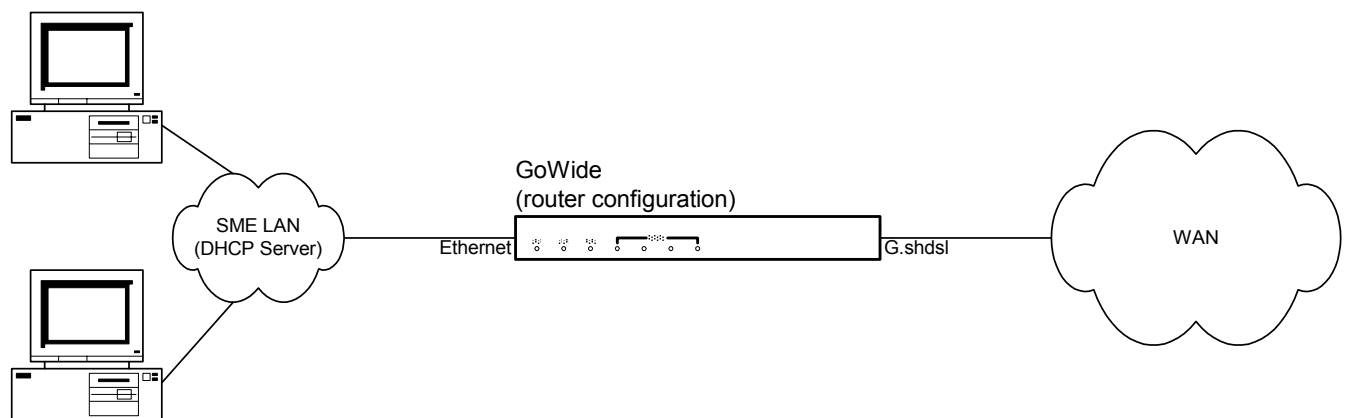 GoWide
(router configuration)
SME LAN
(DHCP Server)
Ethernet
G.shdsl
WAN